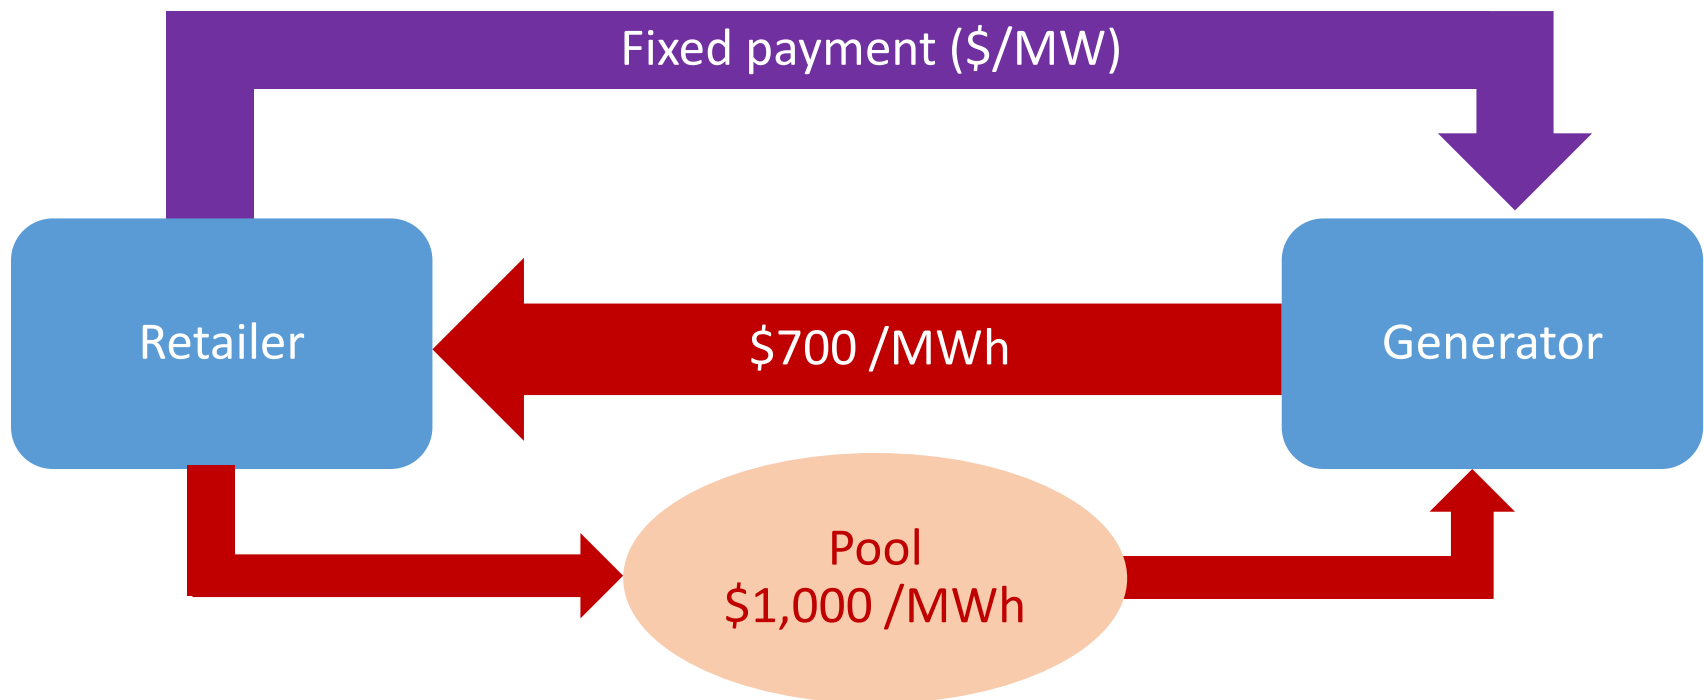 Fixed payment ($/MW)
Retailer
$700 /MWh
Generator
Pool
$1,000 /MWh